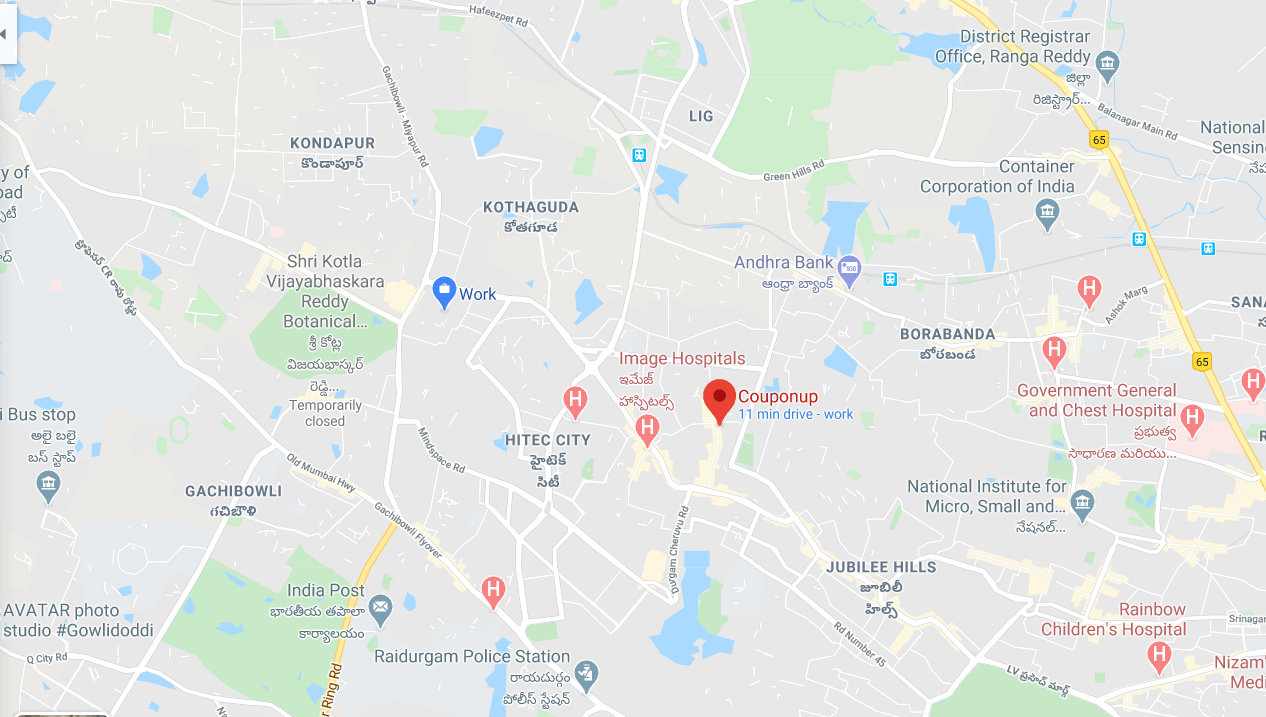 Hafeezpet Rd
District Registrar
Office, Ranga Reddy
జిల్లా
రిజిస్ట్రార్...
Gachibowli - Miyapur Rd
Balanagar Main Rd
LIG
65
National
Sensin
KONDAPUR
కొండాపూర్
Green Hills Rd
Container
Corporation of India
KOTHAGUDA
కోతగూడ
Shri Kotla
Vijayabhaskara
Reddy
Botanical...
శ్రీ కోట్ల
విజయభాస్కర్
రెడ్డి...
Temporarily
closed
Andhra Bank
ఆంధ్రా బ్యాంక్
Work
Ashok Marg
BORABANDA
బోరబండ
65
Image Hospitals
ఇమేజ్
హాస్పిటల్స్
H
H
H
H
H
H
H
H
Couponup
11 min drive - work
Government General
and Chest Hospital
ప్రభుత్వ
సాధారణ మరియు...
i Bus stop
బస్ స్టాప్
Mindspace Rd
HITEC CITY
హైటెక్
సిటీ
Old Mumbai Hwy
GACHIBOWLI
గచిబౌలి
National Institute for
Micro, Small and...
నేషనల్...
Gachibowli Flyover
Durgam Cheruvu Rd
JUBILEE HILLS
జూబిలీ
హిల్స్
India Post
భారతీయ తపాలా
కార్యాలయం
AVATAR photo
studio #Gowlidoddi
Rainbow
Children's Hospital
Srinagar
Rd Number 45
Q City Rd
Raidurgam Police Station
రాయదుర్గం
పోలీస్ స్టేషన్
r Ring Rd
LV ప్రసాద్ మార్గ్
Nizam'
Medi